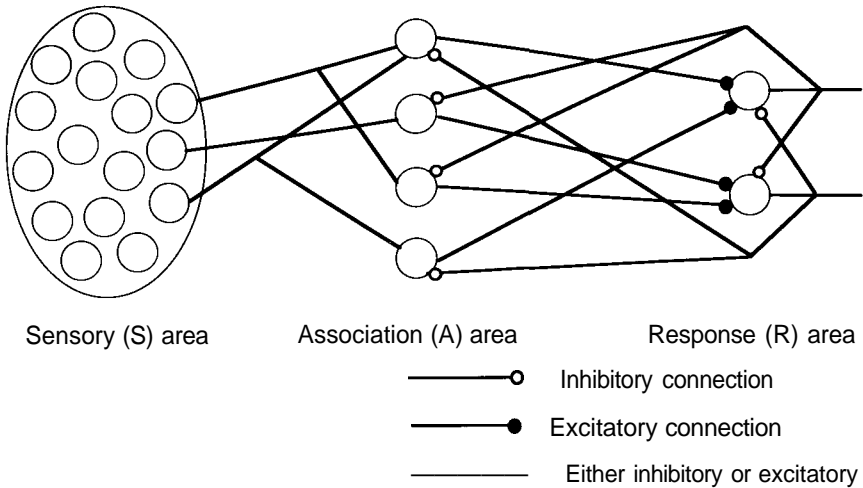 Sensory (S) area
Association (A) area
Response (R) area
Inhibitory connection
Excitatory connection
Either inhibitory or excitatory